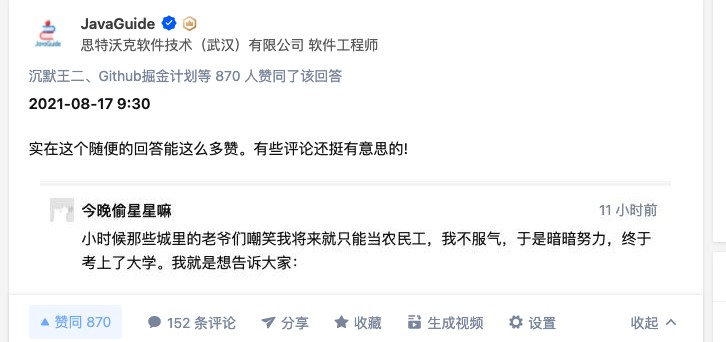 JavaGuide
JavaGuide
思特沃克软件技术（武汉）有限公司 软件工程师
沉默王二、Github掘金计划等 870 人赞同了该回答
2021-08-17 9:30
实在这个随便的回答能这么多赞。有些评论还挺有意思的!
今晚偷星星嘛 11 小时前
小时候那些城里的老爷们嘲笑我将来就只能当农民工，我不服气，于是暗暗努力，终于
考上了大学。我就是想告诉大家：
赞同 870 152 条评论 分享 收藏 生成视频 设置 收起